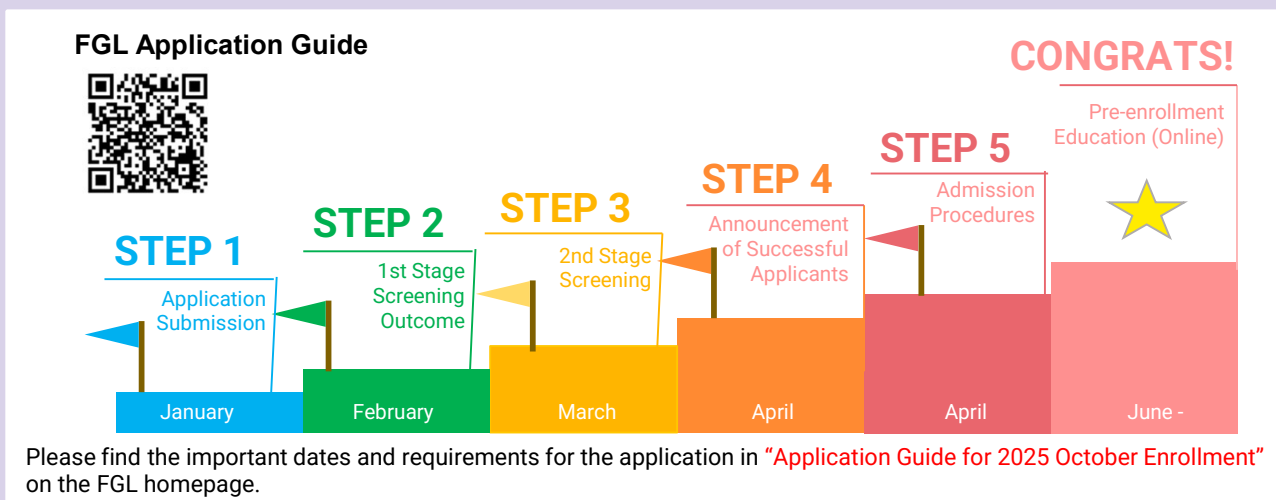 FGL Application Guide
CONGRATS!
Pre-enrollment
Education (Online)
STEP 5
Admission
Procedures
STEP 4
Announcement
of Successful
Applicants
STEP 3
2nd Stage
Screening
STEP 2
1st Stage
Screening
Outcome
STEP 1
Application
Submission
January
February
March
April
April
June -
Please find the important dates and requirements for the application in “Application Guide for 2025 October Enrollment”
on the FGL homepage.